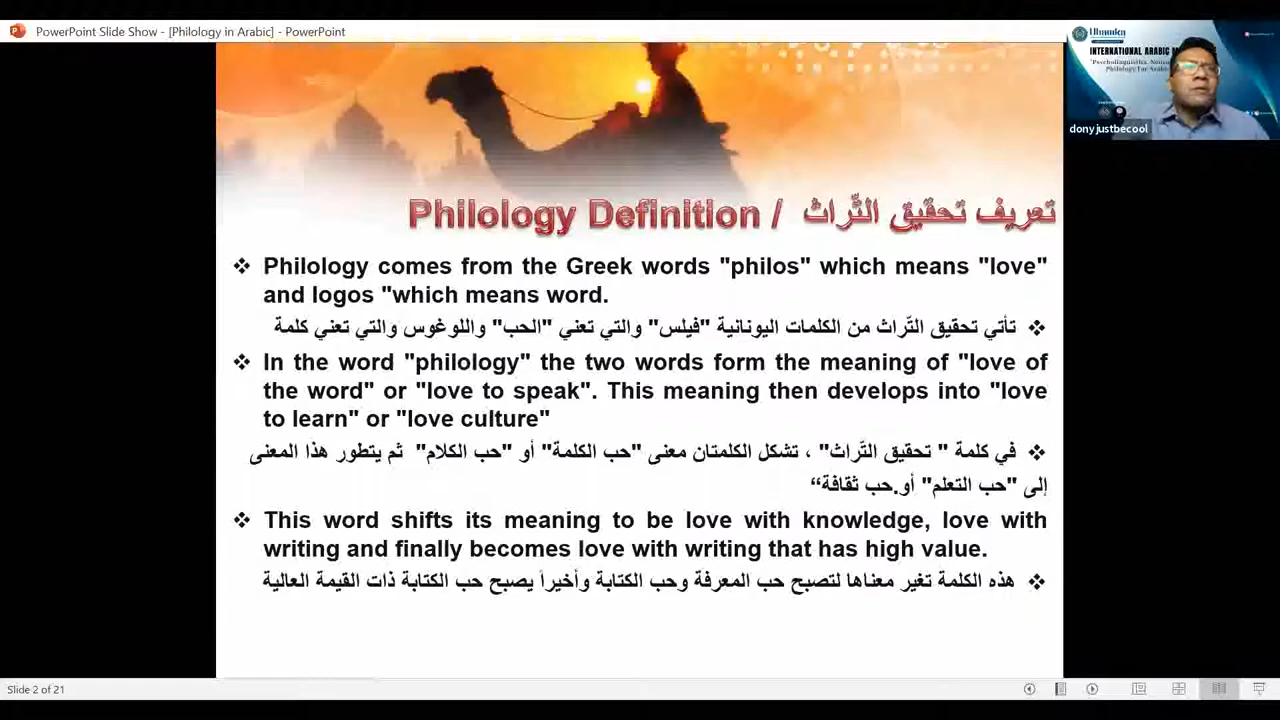 PowerPoint Slide Show - [Philology in Arabic] - PowerPoint
Uhamka
INTERNATIONAL ARABIC
donyjustbecool
Philology Definition / تعريف تحقيق التّراث
❖ Philology comes from the Greek words "philos" which means "love"
and logos "which means word.
❖ تأتي تحقيق التّراث من الكلمات اليونانية "فيلس" والتي تعني "الحب" واللوغوس والتي تعني كلمة
❖ In the word "philology" the two words form the meaning of "love of
the word" or "love to speak". This meaning then develops into "love
to learn" or "love culture"
❖ في كلمة " تحقيق التّراث" ، تشكل الكلمتان معنى "حب الكلمة" أو "حب الكلام" ثم يتطور هذا المعنى
إلى "حب التعلم" أو.حب ثقافة“
❖ This word shifts its meaning to be love with knowledge, love with
writing and finally becomes love with writing that has high value.
❖ هذه الكلمة تغير معناها لتصبح حب المعرفة وحب الكتابة وأخيراً يصبح حب الكتابة ذات القيمة العالية
Slide 2 of 21